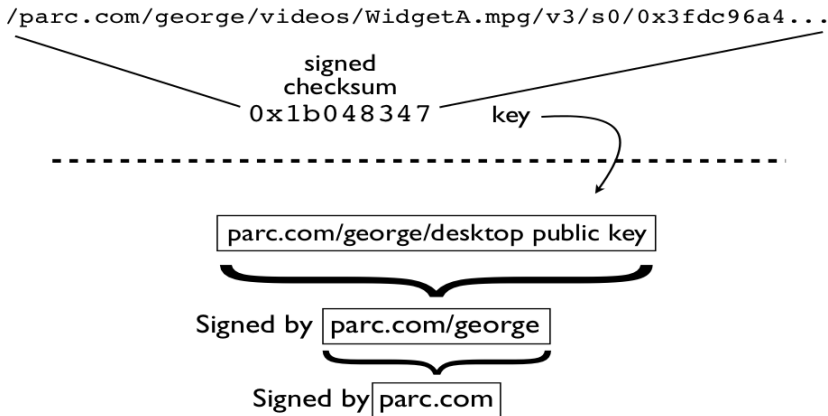 /parc.com/george/videos/WidgetA.mpg/v3/s0/0x3fdc96a4...
signed
checksum
0x1b048347
key
parc.com/george/desktop public key
Signed by parc.com/george
Signed by parc.com